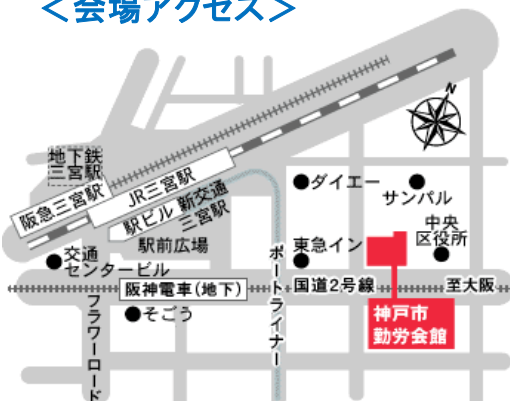 ＜会場アクセス＞
N
地下鉄
三宮駅
阪急三宮駅
JR三宮駅
駅ビル
新交通
三宮駅
駅前広場
●ダイエー
サンパル
中央
区役所
東急イン
交通
センタービル
阪神電車(地下)
国道2号線
至大阪
そごう
フラワーロード
ポートライナー
神戸市
勤労会館